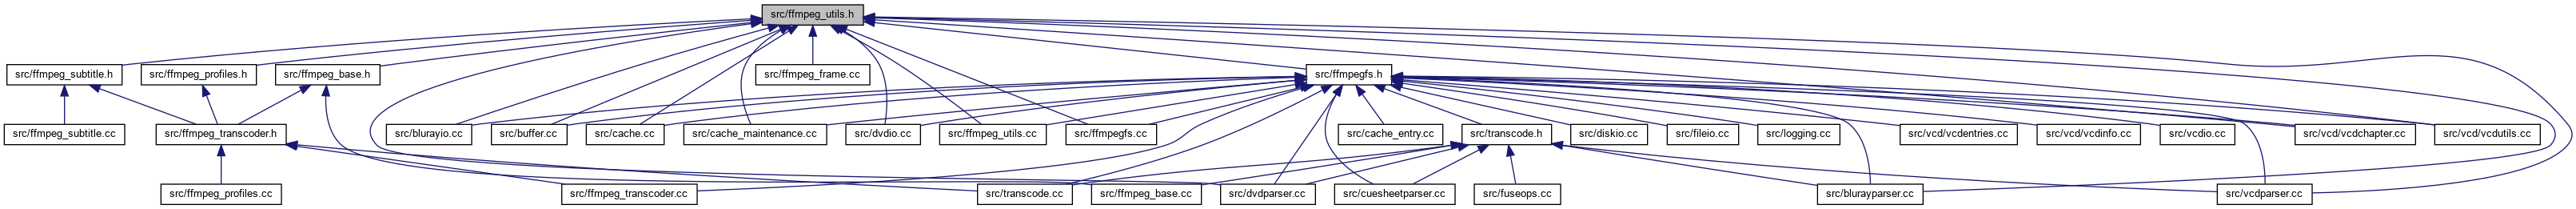 src/ffmpeg_utils.h
src/ffmpeg_subtitle.h
src/ffmpeg_profiles.h
src/ffmpeg_base.h
src/ffmpeg_frame.cc
src/ffmpegfs.h
src/ffmpeg_subtitle.cc
src/ffmpeg_transcoder.h
src/blurayio.cc
src/buffer.cc
src/cache.cc
src/cache_maintenance.cc
src/dvdio.cc
src/ffmpeg_utils.cc
src/ffmpegfs.cc
src/cache_entry.cc
src/transcode.h
src/diskio.cc
src/fileio.cc
src/logging.cc
src/vcd/vcdentries.cc
src/vcd/vcdinfo.cc
src/vcdio.cc
src/vcd/vcdchapter.cc
src/vcd/vcdutils.cc
src/ffmpeg_profiles.cc
src/ffmpeg_transcoder.cc
src/transcode.cc
src/ffmpeg_base.cc
src/dvdparser.cc
src/cuesheetparser.cc
src/fuseops.cc
src/blurayparser.cc
src/vcdparser.cc